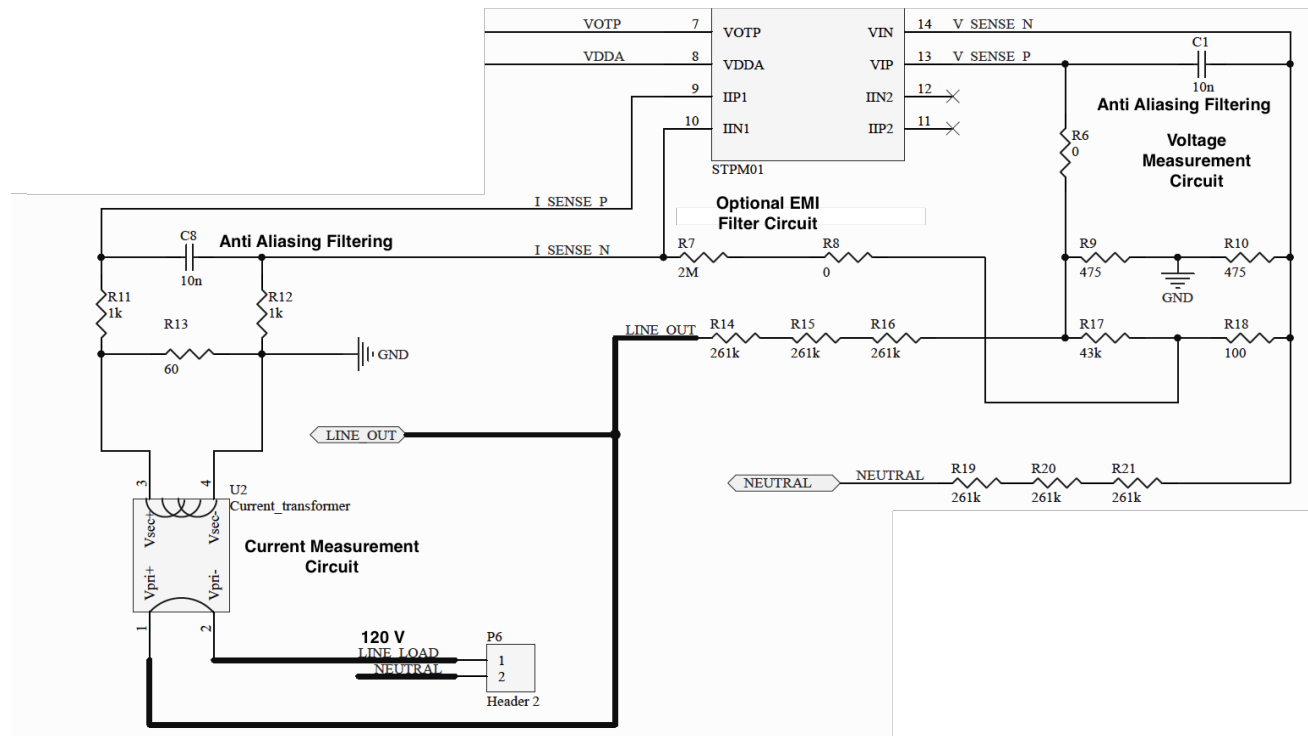 VOTP 7 VOTP VIN 14 V_SENSE_N
C1
VDDA 8 VDDA VIP 13 V_SENSE_P
10n
9 IIP1 IIN2 12
Anti Aliasing Filtering
10 IIN1 IIP2 11
R6
0
Voltage
Measurement
Circuit
STPM01
I_SENSE_P
Optional EMI
Filter Circuit
C8
Anti Aliasing Filtering
I_SENSE_N
10n
R7
2M
R8
0
R9
475
R10
475
GND
R11
1k
R12
1k
R13
60
GND
LINE_OUT
R14
261k
R15
261k
R16
261k
R17
43k
R18
100
LINE_OUT
NEUTRAL
NEUTRAL
R19
261k
R20
261k
R21
261k
3
4
U2
Current_transformer
Vsec+
Vsec-
Vpri+
Vpri-
Current Measurement
Circuit
1
2
120 V
LINE_LOAD
NEUTRAL
P6
1
2
Header 2